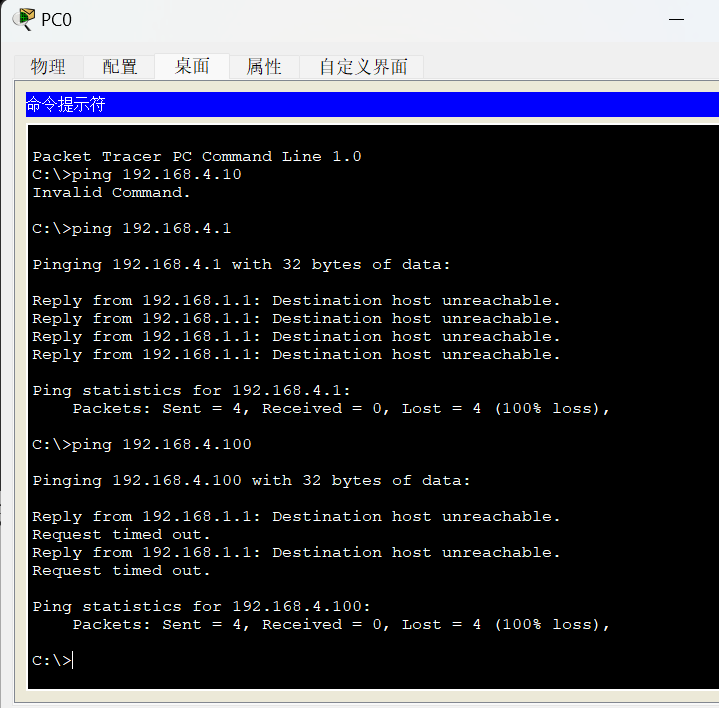 PC0
物理 配置 桌面 属性 自定义界面
命令提示符
Packet Tracer PC Command Line 1.0
C:\>ping 192.168.4.10
Invalid Command.
C:\>ping 192.168.4.1
Pinging 192.168.4.1 with 32 bytes of data:
Reply from 192.168.1.1: Destination host unreachable.
Reply from 192.168.1.1: Destination host unreachable.
Reply from 192.168.1.1: Destination host unreachable.
Reply from 192.168.1.1: Destination host unreachable.
Ping statistics for 192.168.4.1:
Packets: Sent = 4, Received = 0, Lost = 4 (100% loss),
C:\>ping 192.168.4.100
Pinging 192.168.4.100 with 32 bytes of data:
Reply from 192.168.1.1: Destination host unreachable.
Request timed out.
Reply from 192.168.1.1: Destination host unreachable.
Request timed out.
Ping statistics for 192.168.4.100:
Packets: Sent = 4, Received = 0, Lost = 4 (100% loss),
C:\>